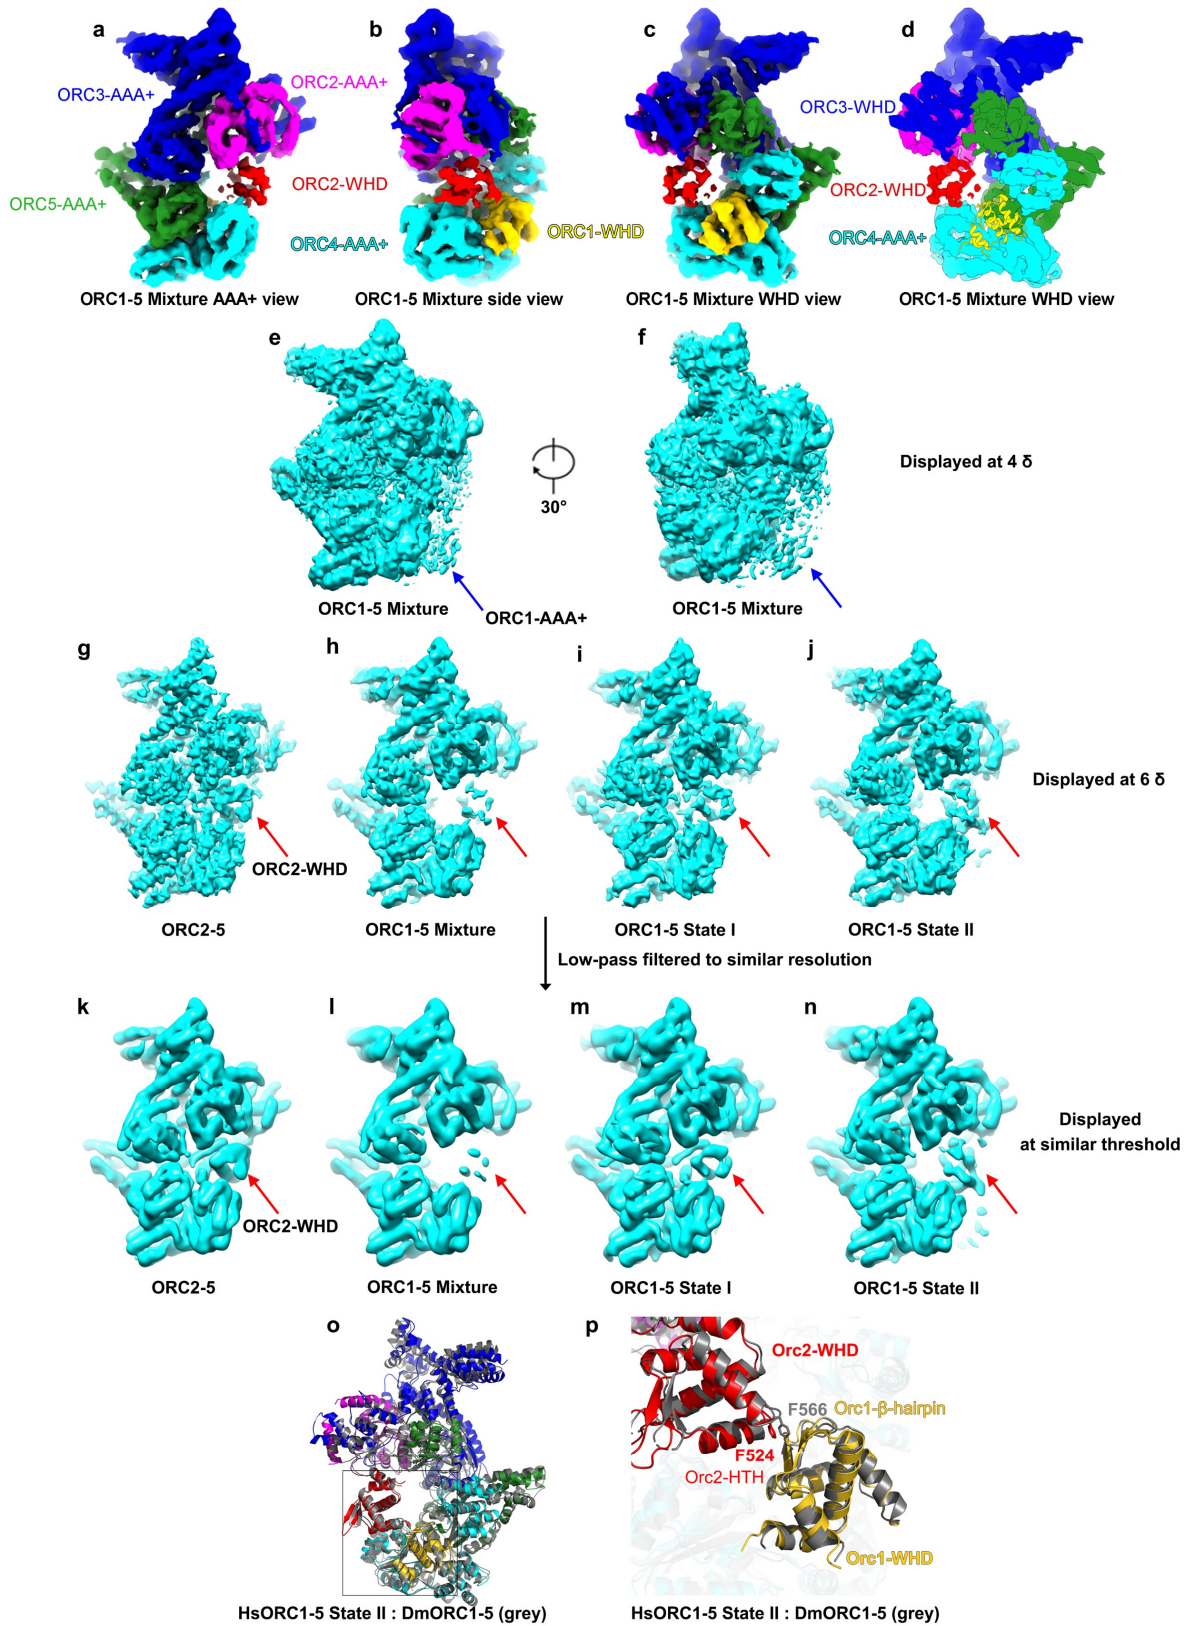 a
b
c
d
ORC3-AAA+
ORC2-AAA+
ORC3-WHD
ORC5-AAA+
ORC2-WHD
ORC4-AAA+
ORC1-WHD
ORC2-WHD
ORC4-AAA+
ORC1-5 Mixture AAA+ view
ORC1-5 Mixture side view
ORC1-5 Mixture WHD view
ORC1-5 Mixture WHD view
e
f
30°
Displayed at 4 δ
ORC1-5 Mixture
ORC1-AAA+
ORC1-5 Mixture
g
h
i
j
Displayed at 6 δ
ORC2-WHD
ORC2-5
ORC1-5 Mixture
ORC1-5 State I
ORC1-5 State II
Low-pass filtered to similar resolution
k
l
m
n
Displayed
at similar threshold
ORC2-WHD
ORC2-5
ORC1-5 Mixture
ORC1-5 State I
ORC1-5 State II
o
p
Orc2-WHD
F566
Orc1-β-hairpin
F524
Orc2-HTH
Orc1-WHD
HsORC1-5 State II : DmORC1-5 (grey)
HsORC1-5 State II : DmORC1-5 (grey)